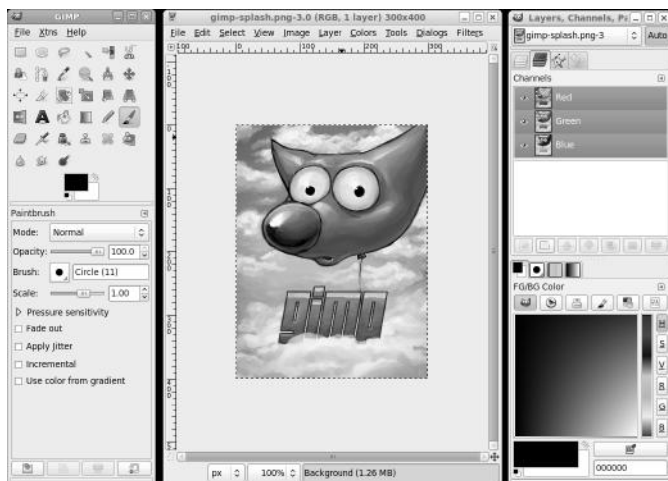 GIMP
File Xtns Help
Paintbrush
Mode: Normal
Opacity: 100.0
Brush: Circle (11)
Scale: 1.00
Pressure sensitivity
Fade out
Apply Jitter
Incremental
Use color from gradient
gimp-splash.png-3.0 (RGB, 1 layer) 300x400
File Edit Select View Image Layer Colors Tools Dialogs Filters
100 0 100 200 300
gimp
px 100% Background (1.26 MB)
Layers, Channels, Pa
gimp-splash.png-3 Auto
Channels
Red
Green
Blue
FG/BG Color
H
S
V
R
G
B
000000